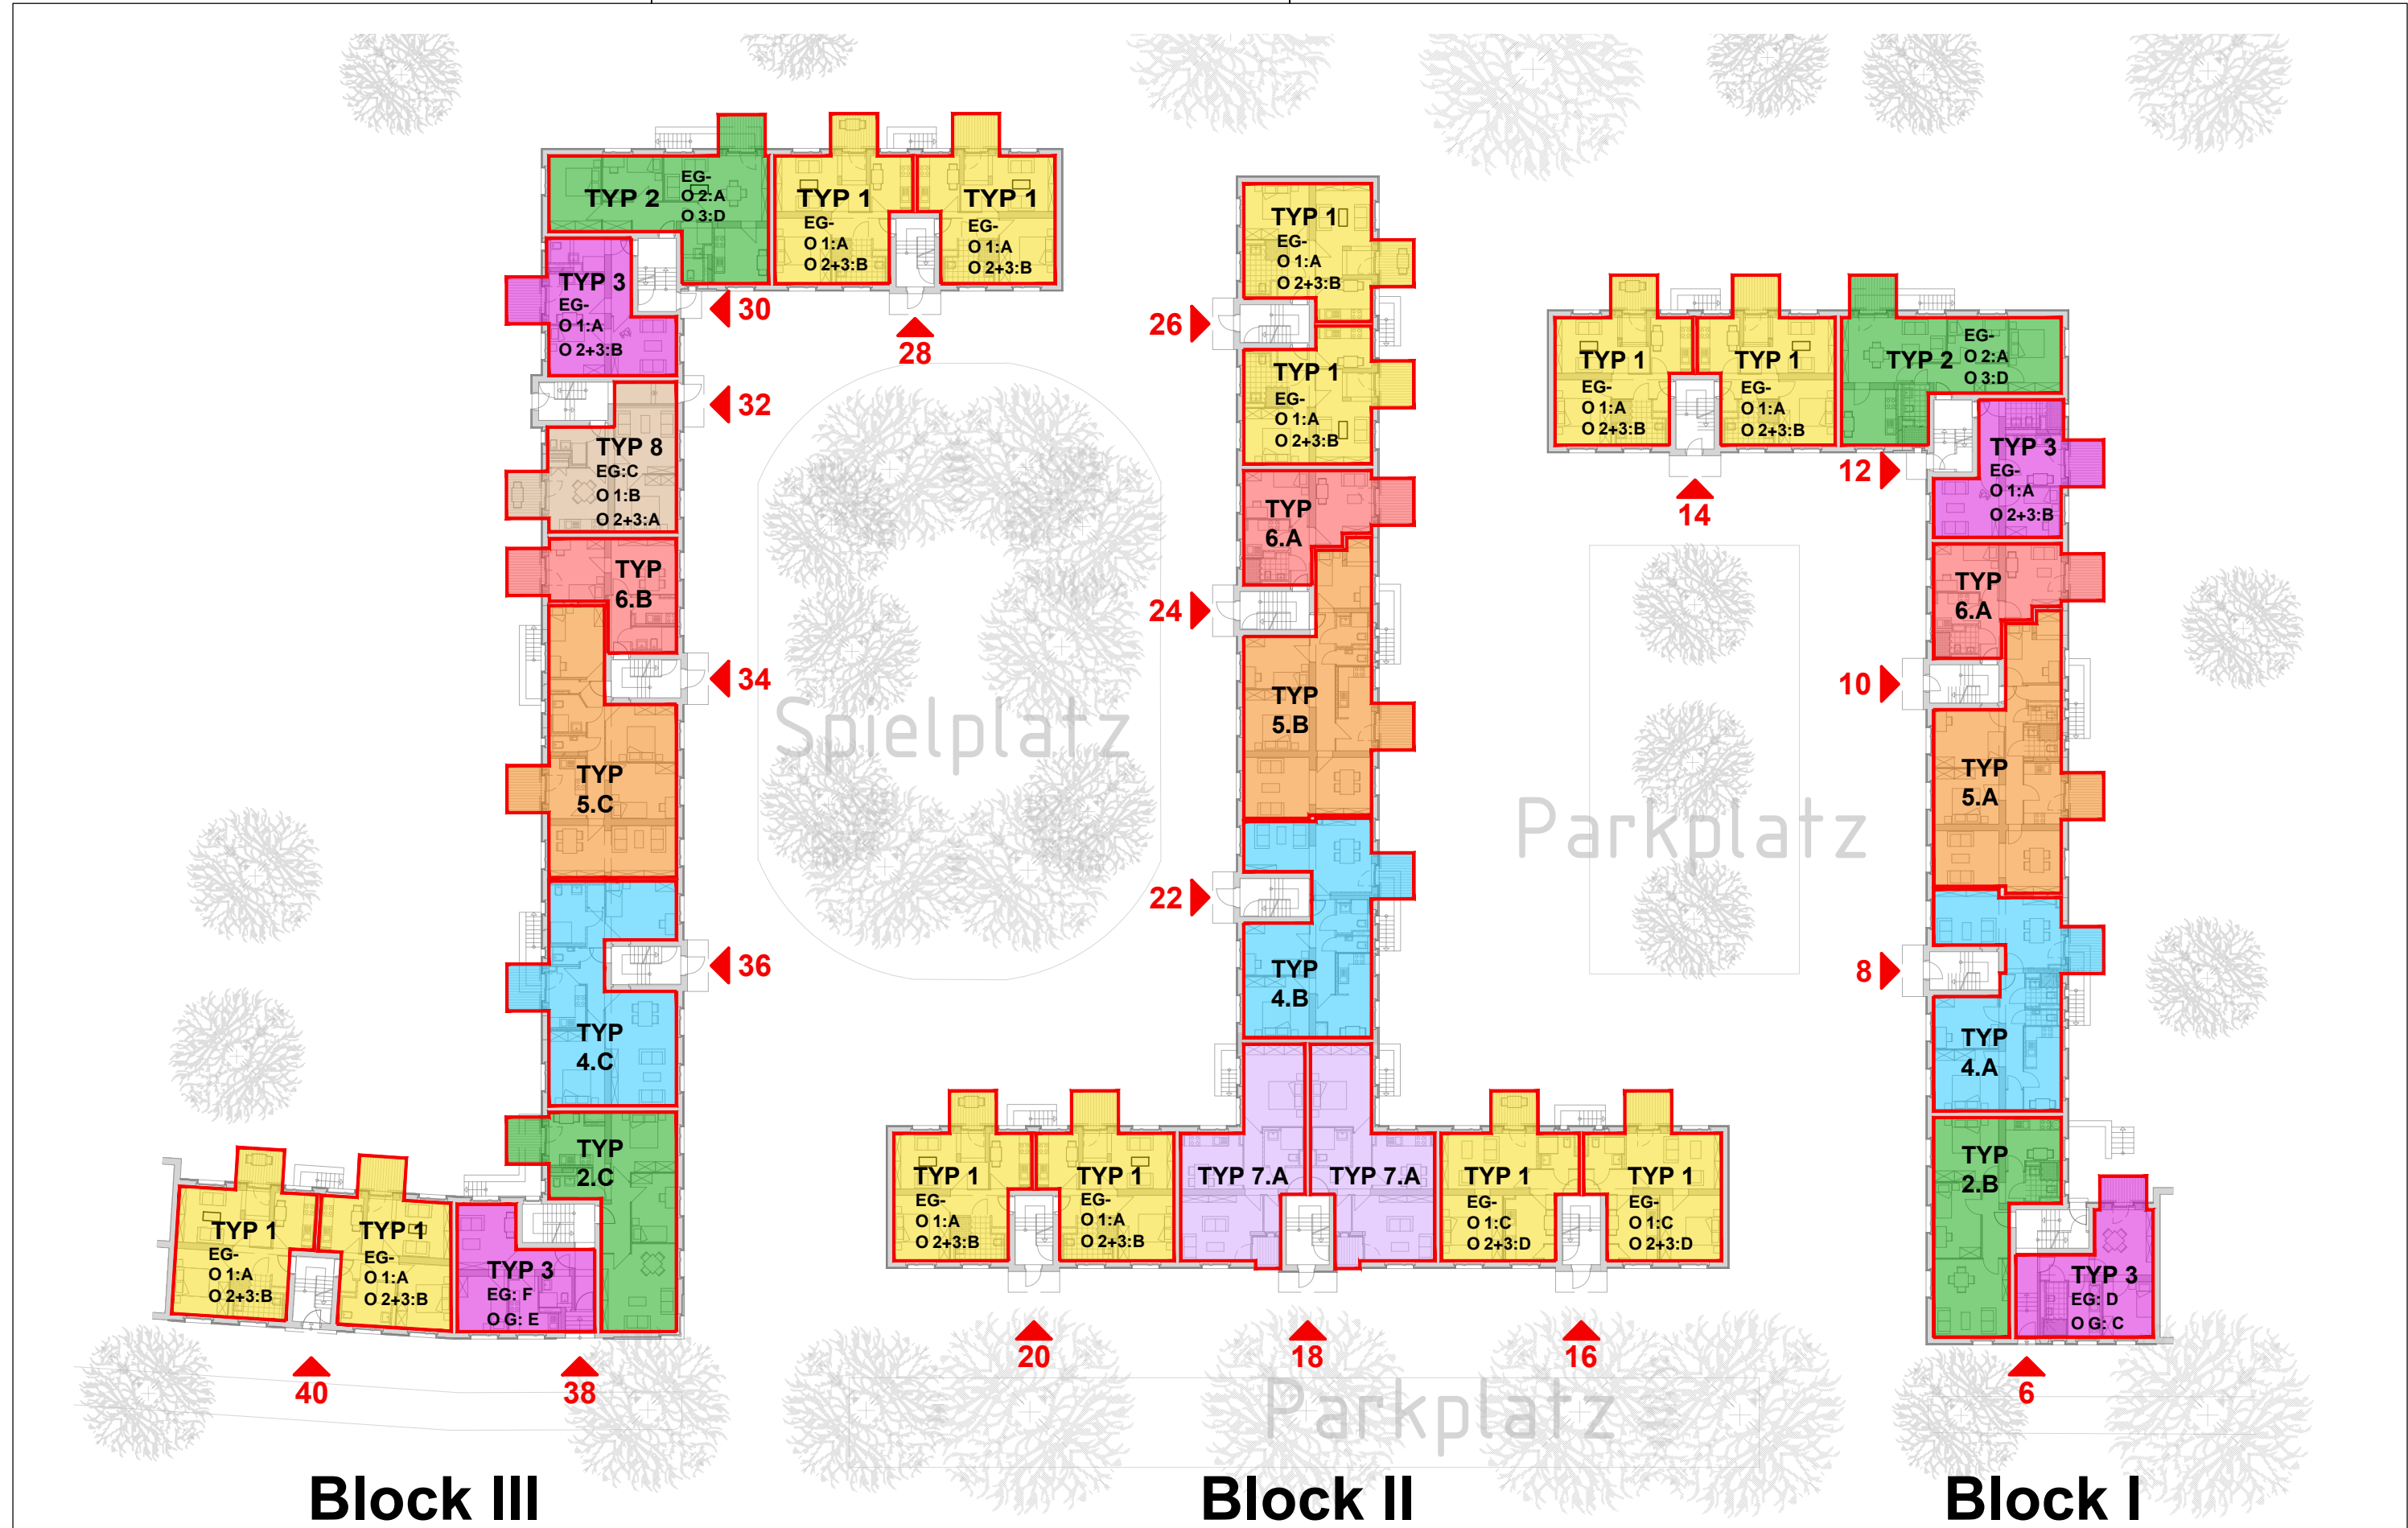 TYP 2
EG-
O 2:A
O 3:D
TYP 1
EG-
O 1:A
O 2+3:B
TYP 1
EG-
O 1:A
O 2+3:B
TYP 3
EG-
O 1:A
O 2+3:B
30
28
32
TYP 8
EG:C
O 1:B
O 2+3:A
TYP
6.B
34
TYP
5.C
36
TYP
4.C
TYP
2.C
TYP 1
EG-
O 1:A
O 2+3:B
TYP 1
EG-
O 1:A
O 2+3:B
TYP 3
EG: F
O G: E
40
38
Spielplatz
TYP 1
EG-
O 1:A
O 2+3:B
26
TYP 1
EG-
O 1:A
O 2+3:B
TYP
6.A
24
TYP
5.B
22
TYP
4.B
TYP 1
EG-
O 1:A
O 2+3:B
TYP 1
EG-
O 1:A
O 2+3:B
TYP 7.A
TYP 7.A
TYP 1
EG-
O 1:C
O 2+3:D
TYP 1
EG-
O 1:C
O 2+3:D
20
18
16
Parkplatz
TYP 1
EG-
O 1:A
O 2+3:B
TYP 1
EG-
O 1:A
O 2+3:B
TYP 2
EG-
O 2:A
O 3:D
12
14
TYP 3
EG-
O 1:A
O 2+3:B
TYP
6.A
10
Parkplatz
TYP
5.A
8
TYP
4.A
TYP
2.B
TYP 3
EG: D
O G: C
6
Block III
Block II
Block I